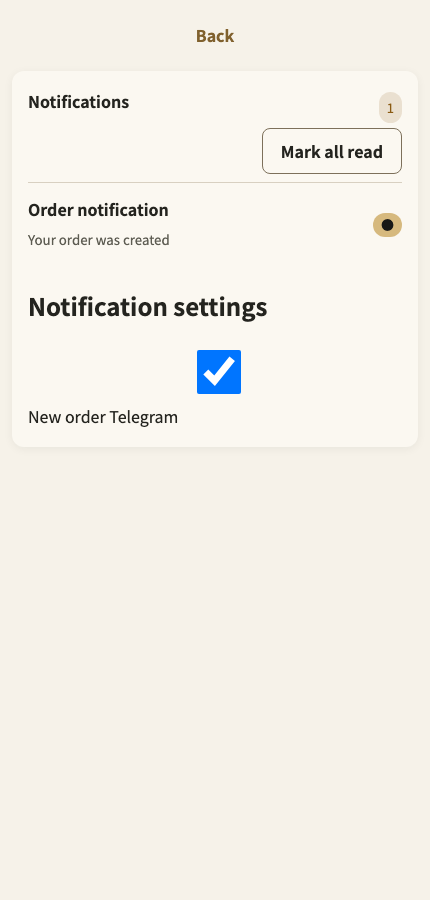 Back
Notifications
1
Mark all read
Order notification
Your order was created
Notification settings
New order Telegram